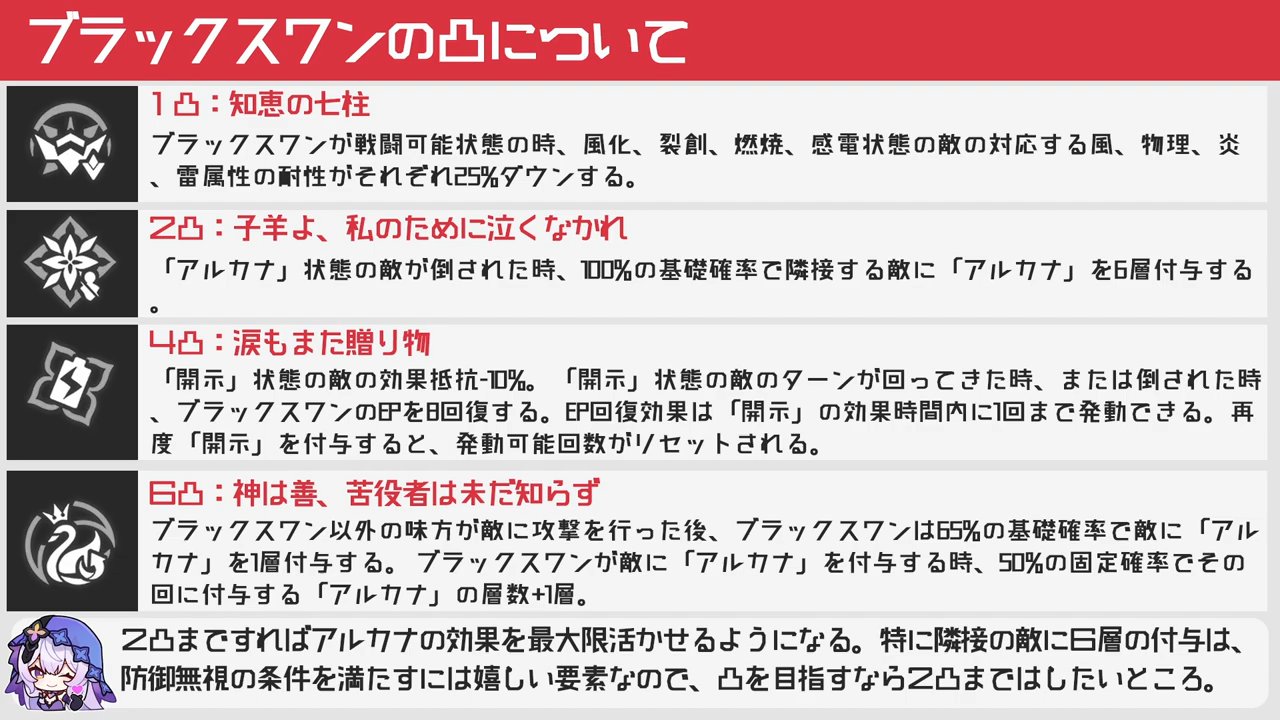 ブラックスワンの凸について
1凸：知恵の七柱
ブラックスワンが戦闘可能状態の時、風化、裂創、燃焼、感電状態の敵の対応する風、物理、炎
、雷属性の耐性がそれぞれ25%ダウンする。
2凸：子羊よ、私のために泣くなかれ
「アルカナ」状態の敵が倒された時、100%の基礎確率で隣接する敵に「アルカナ」を6層付与する
。
4凸：涙もまた贈り物
「開示」状態の敵の効果抵抗-10%。「開示」状態の敵のターンが回ってきた時、または倒された時
、ブラックスワンのEPを8回復する。EP回復効果は「開示」の効果時間内に1回まで発動できる。再
度「開示」を付与すると、発動可能回数がリセットされる。
6凸：神は善、苦役者は未だ知らず
ブラックスワン以外の味方が敵に攻撃を行った後、ブラックスワンは65%の基礎確率で敵に「アル
カナ」を1層付与する。ブラックスワンが敵に「アルカナ」を付与する時、50%の固定確率でその
回に付与する「アルカナ」の層数+1層。
2凸まですればアルカナの効果を最大限活かせるようになる。特に隣接の敵に6層の付与は、
防御無視の条件を満たすには嬉しい要素なので、凸を目指すなら2凸まではしたいところ。